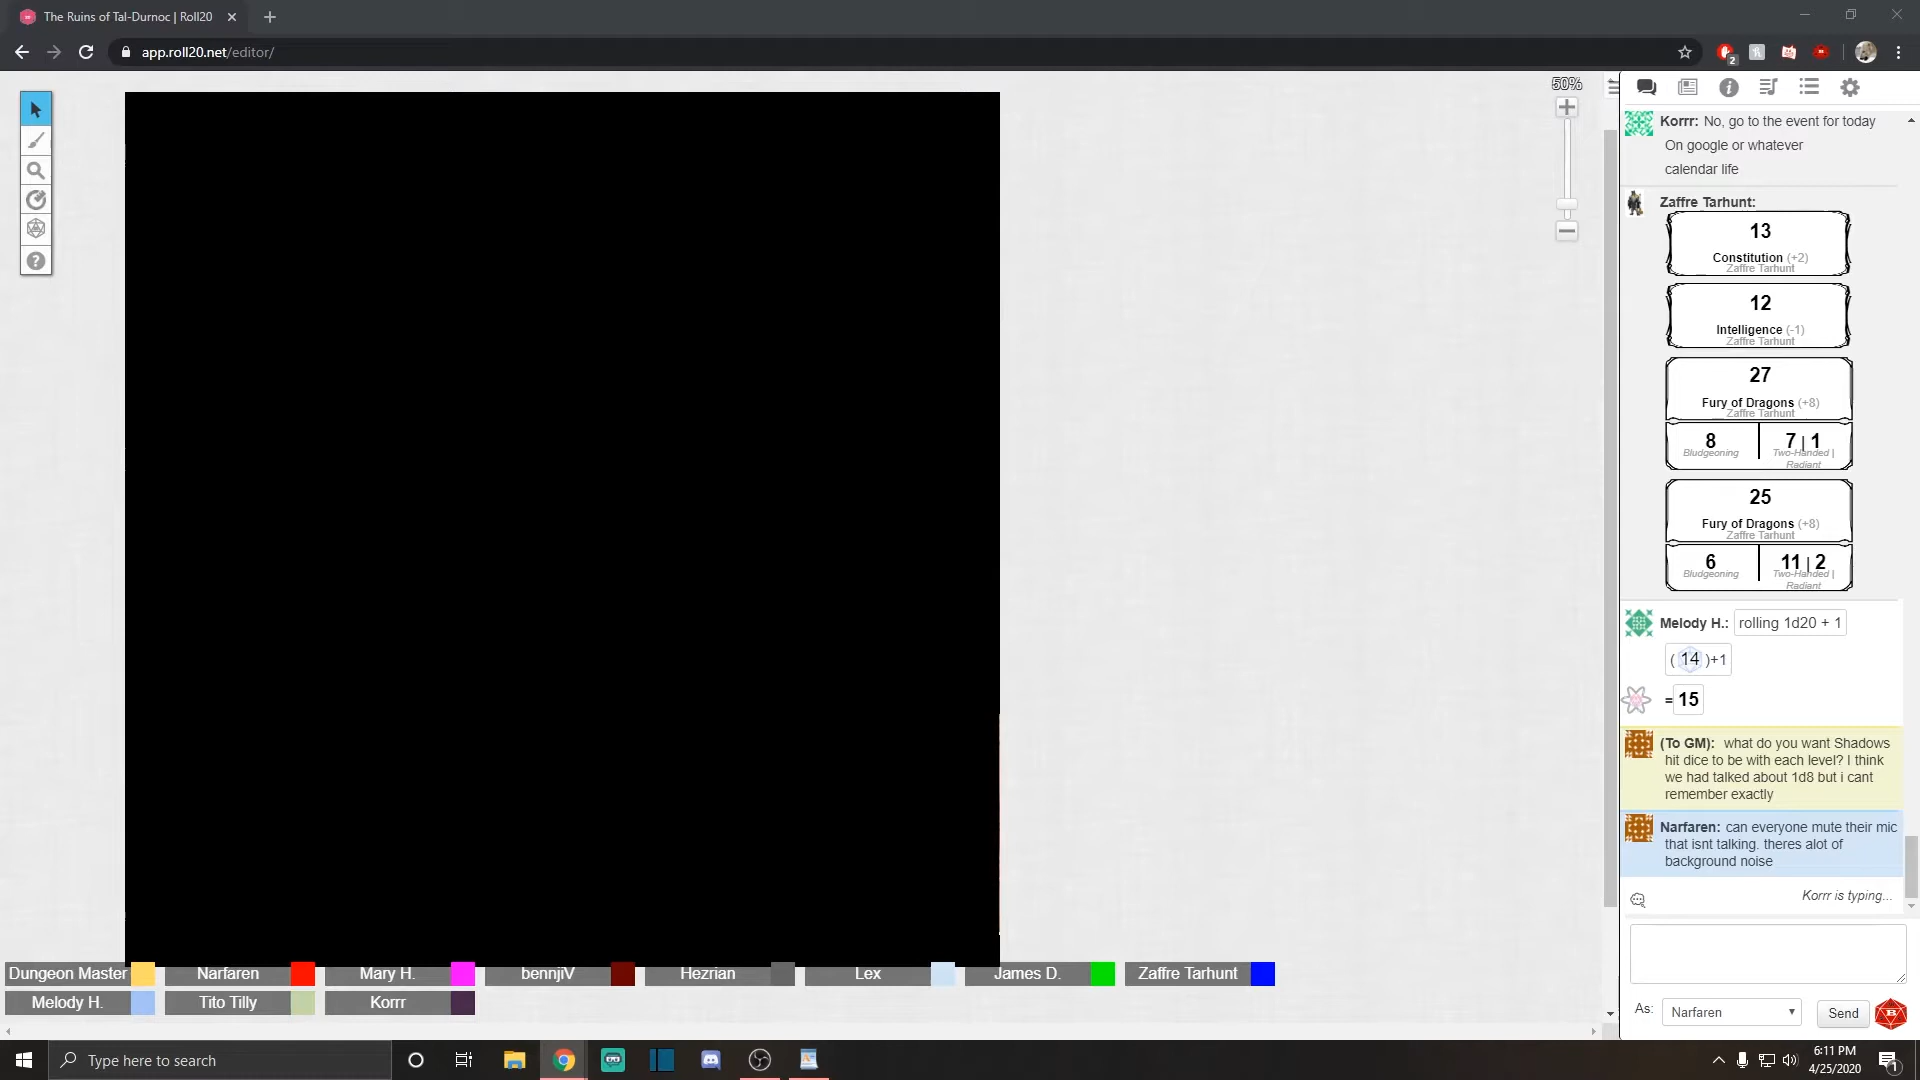 The Ruins of Tal-Durnoc | Roll20
app.roll20.net/editor/
2
50%
Korrr: No, go to the event for today
On google or whatever
calendar life
Zaffre Tarhunt:
13
Constitution (+2)
Zaffre Tarhunt
12
Intelligence (-1)
Zaffre Tarhunt
27
Fury of Dragons (+8)
Zaffre Tarhunt
8
Bludgeoning
7 | 1
Two-Handed |
Radiant
25
Fury of Dragons (+8)
Zaffre Tarhunt
6
Bludgeoning
11 | 2
Two-Handed |
Radiant
Melody H.: rolling 1d20 + 1
(14)+1
=15
(To GM): what do you want Shadows
hit dice to be with each level? I think
we had talked about 1d8 but i cant
remember exactly
Narfaren: can everyone mute their mic
that isnt talking. theres alot of
background noise
Korrr is typing...
As: Narfaren Send
Dungeon Master Narfaren Mary H. bennjiV Hezrian Lex James D. Zaffre Tarhunt
Melody H. Tito Tilly Korrr
Type here to search
6:11 PM
4/25/2020
1